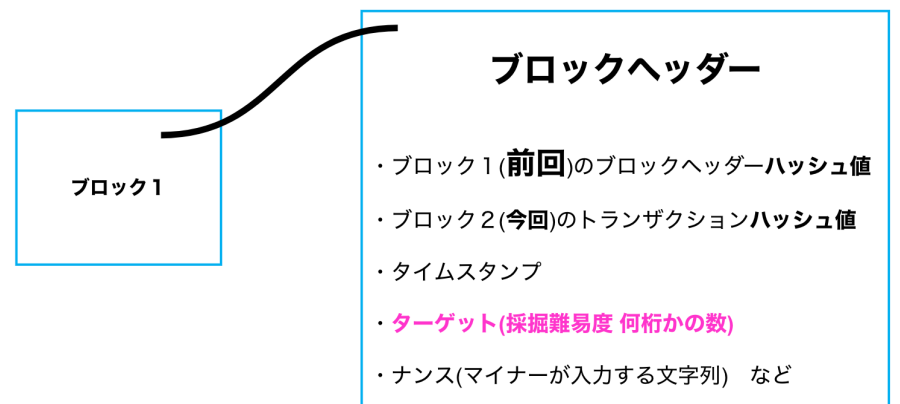 ブロックヘッダー
ブロック１
・ブロック１(前回)のブロックヘッダーハッシュ値
・ブロック２(今回)のトランザクションハッシュ値
・タイムスタンプ
・ターゲット(採掘難易度 何桁かの数)
・ナンス(マイナーが入力する文字列)　など